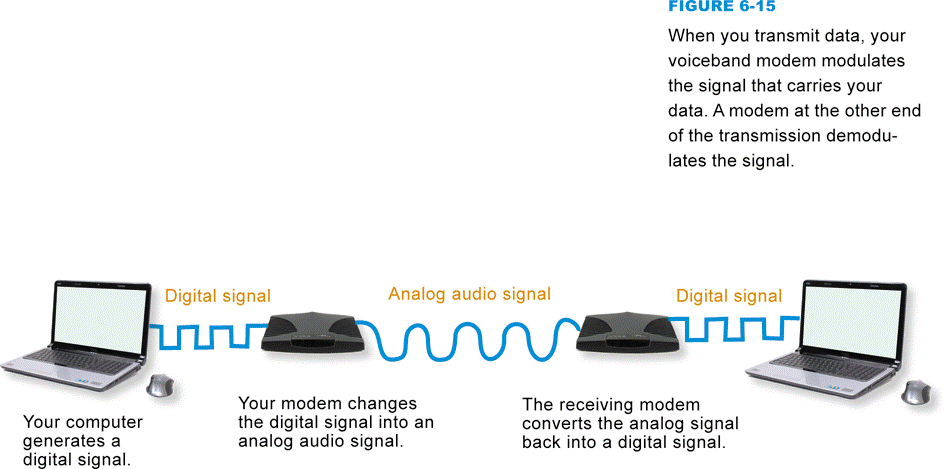 FIGURE 6-15
When you transmit data, your
voiceband modem modulates
the signal that carries your
data. A modem at the other end
of the transmission demodu-
lates the signal.
Digital signal
Analog audio signal
Digital signal
Your computer
generates a
digital signal.
Your modem changes
the digital signal into an
analog audio signal.
The receiving modem
converts the analog signal
back into a digital signal.